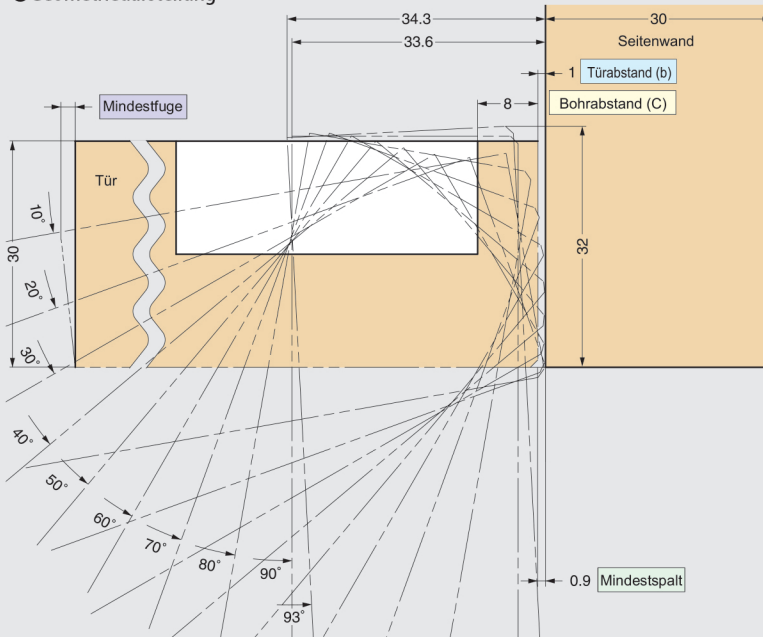 34.3
30
33.6
Seitenwand
1 Türabstand (b)
Mindestfuge
8
Bohrabstand (C)
Tür
10°
30
32
20°
30°
40°
50°
60°
70°
80°
90°
0.9 Mindestspalt
93°